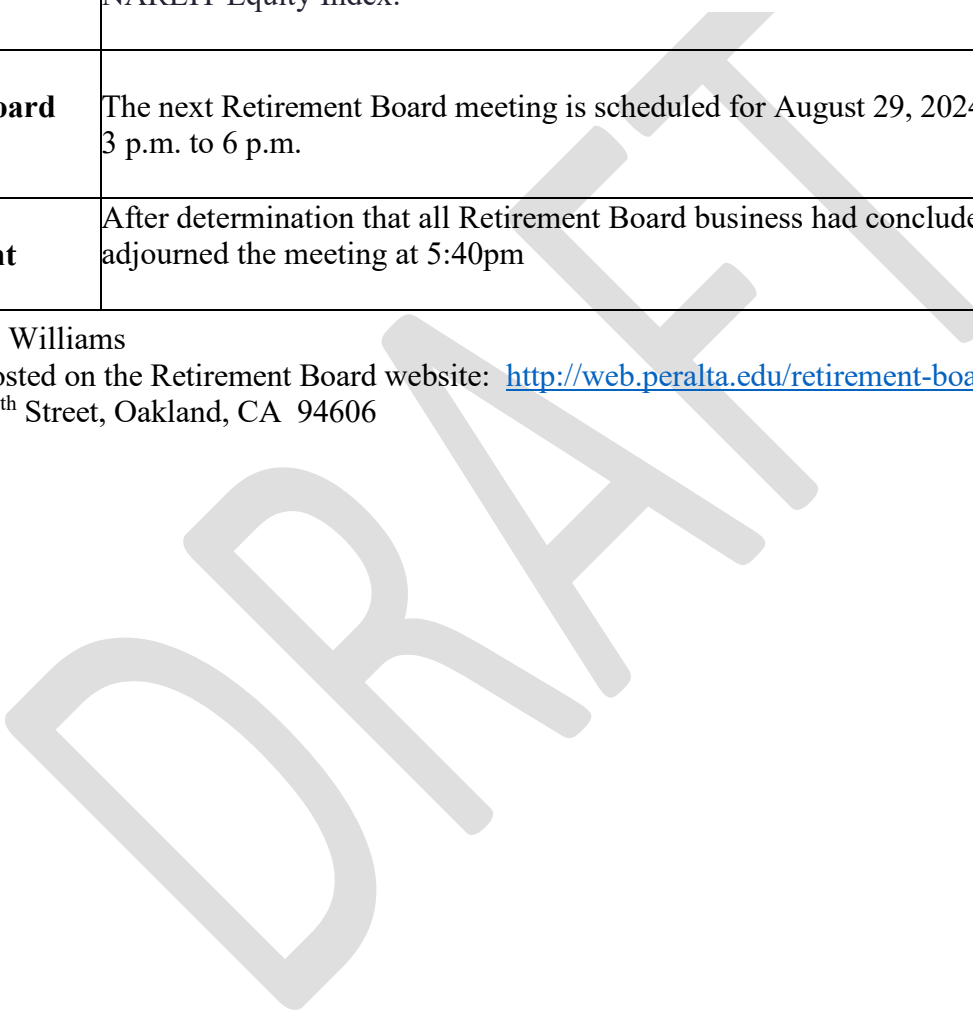 NAREIT Equity Index.
oard The next Retirement Board meeting is scheduled for August 29, 2024
3 p.m. to 6 p.m.
After determination that all Retirement Board business had conclude
nt adjourned the meeting at 5:40pm
Williams
osted on the Retirement Board website: http://web.peralta.edu/retirement-boa
th Street, Oakland, CA 94606
DRAFT